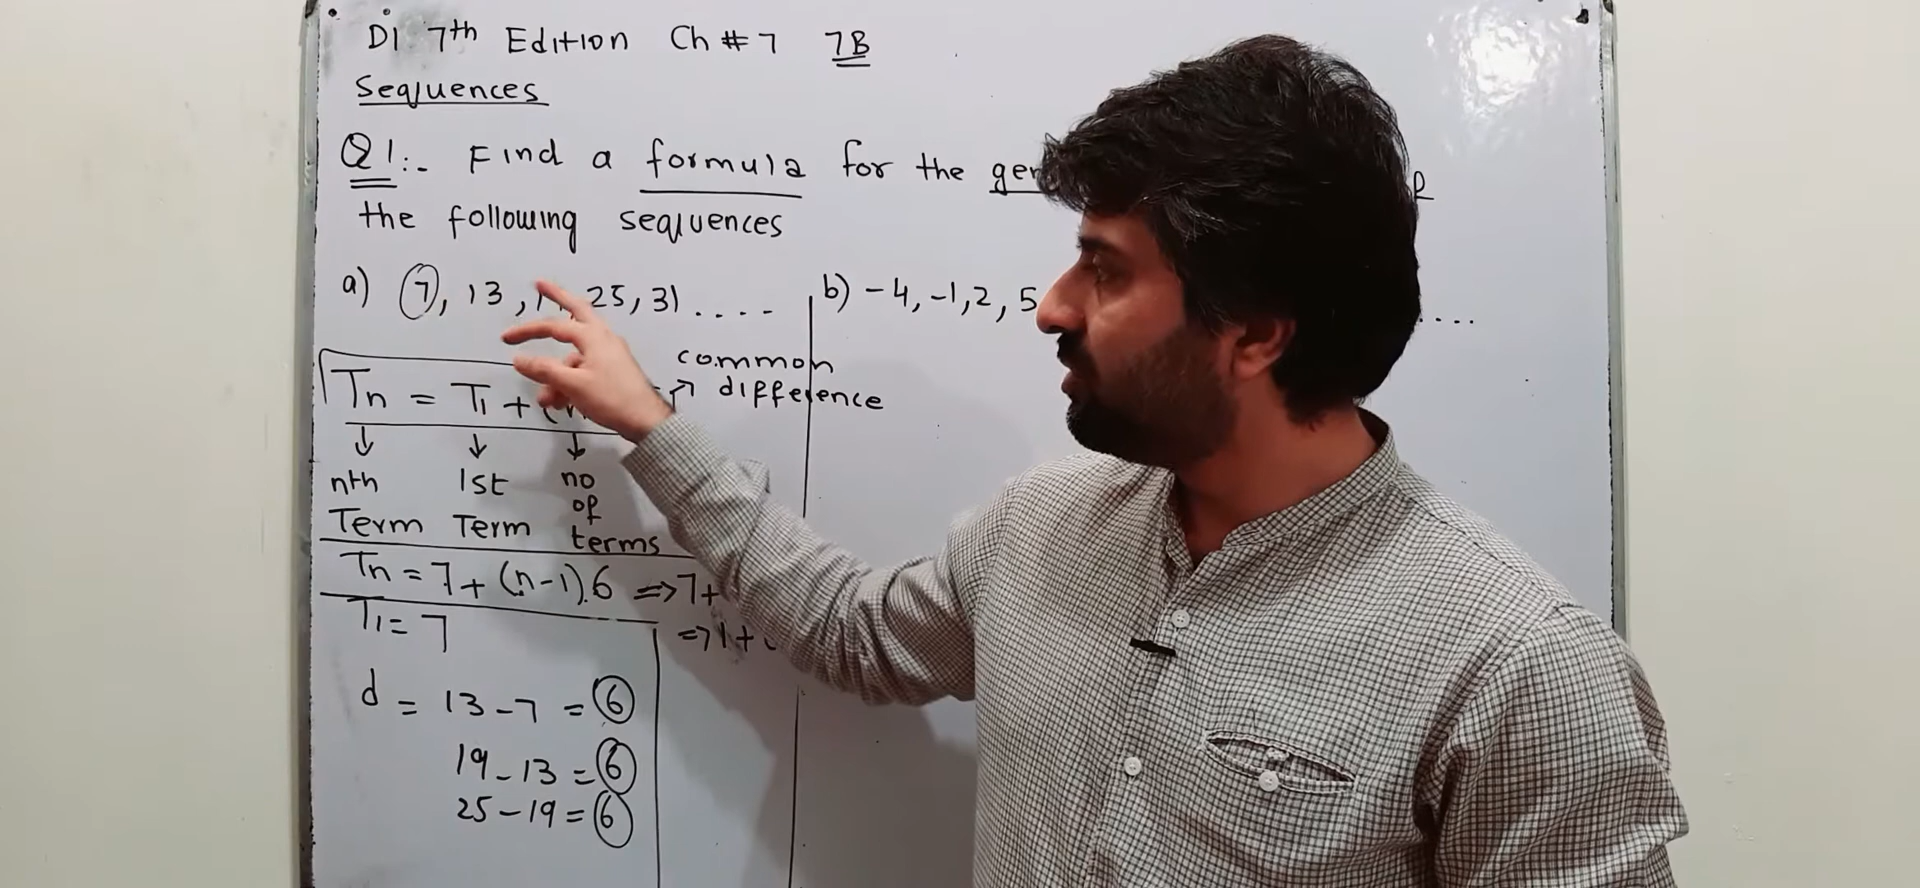 D1 7th Edition Ch # 7 7B
Sequences
Q1:- Find a formula for the
the following sequences
a) 7, 13, 25, 31 ....
b) -4, -1, 2, 5 ....
common
difference
Tn = T1 + (n
nth 1st no
of
Term Term terms
Tn = 7 + (n-1).6 => 7+
=> 1 +
T1 = 7
d = 13 - 7 = 6
19 - 13 = 6
25 - 19 = 6